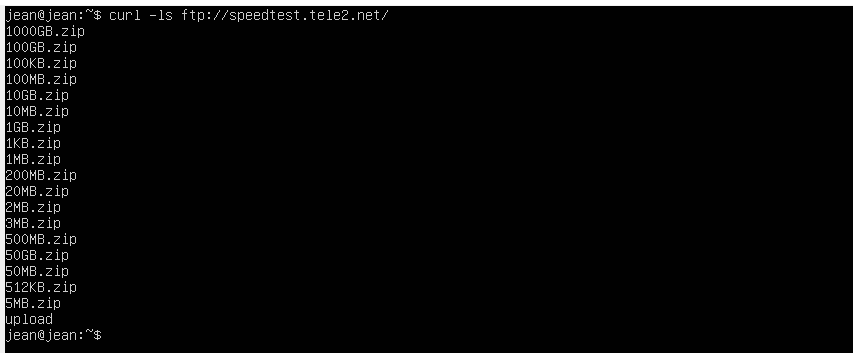 jean@jean:~$ curl -ls ftp://speedtest.tele2.net/
1000GB.zip
100GB.zip
100KB.zip
100MB.zip
10GB.zip
10MB.zip
1GB.zip
1KB.zip
1MB.zip
200MB.zip
20MB.zip
2MB.zip
3MB.zip
500MB.zip
50GB.zip
50MB.zip
512KB.zip
5MB.zip
upload
jean@jean:~$